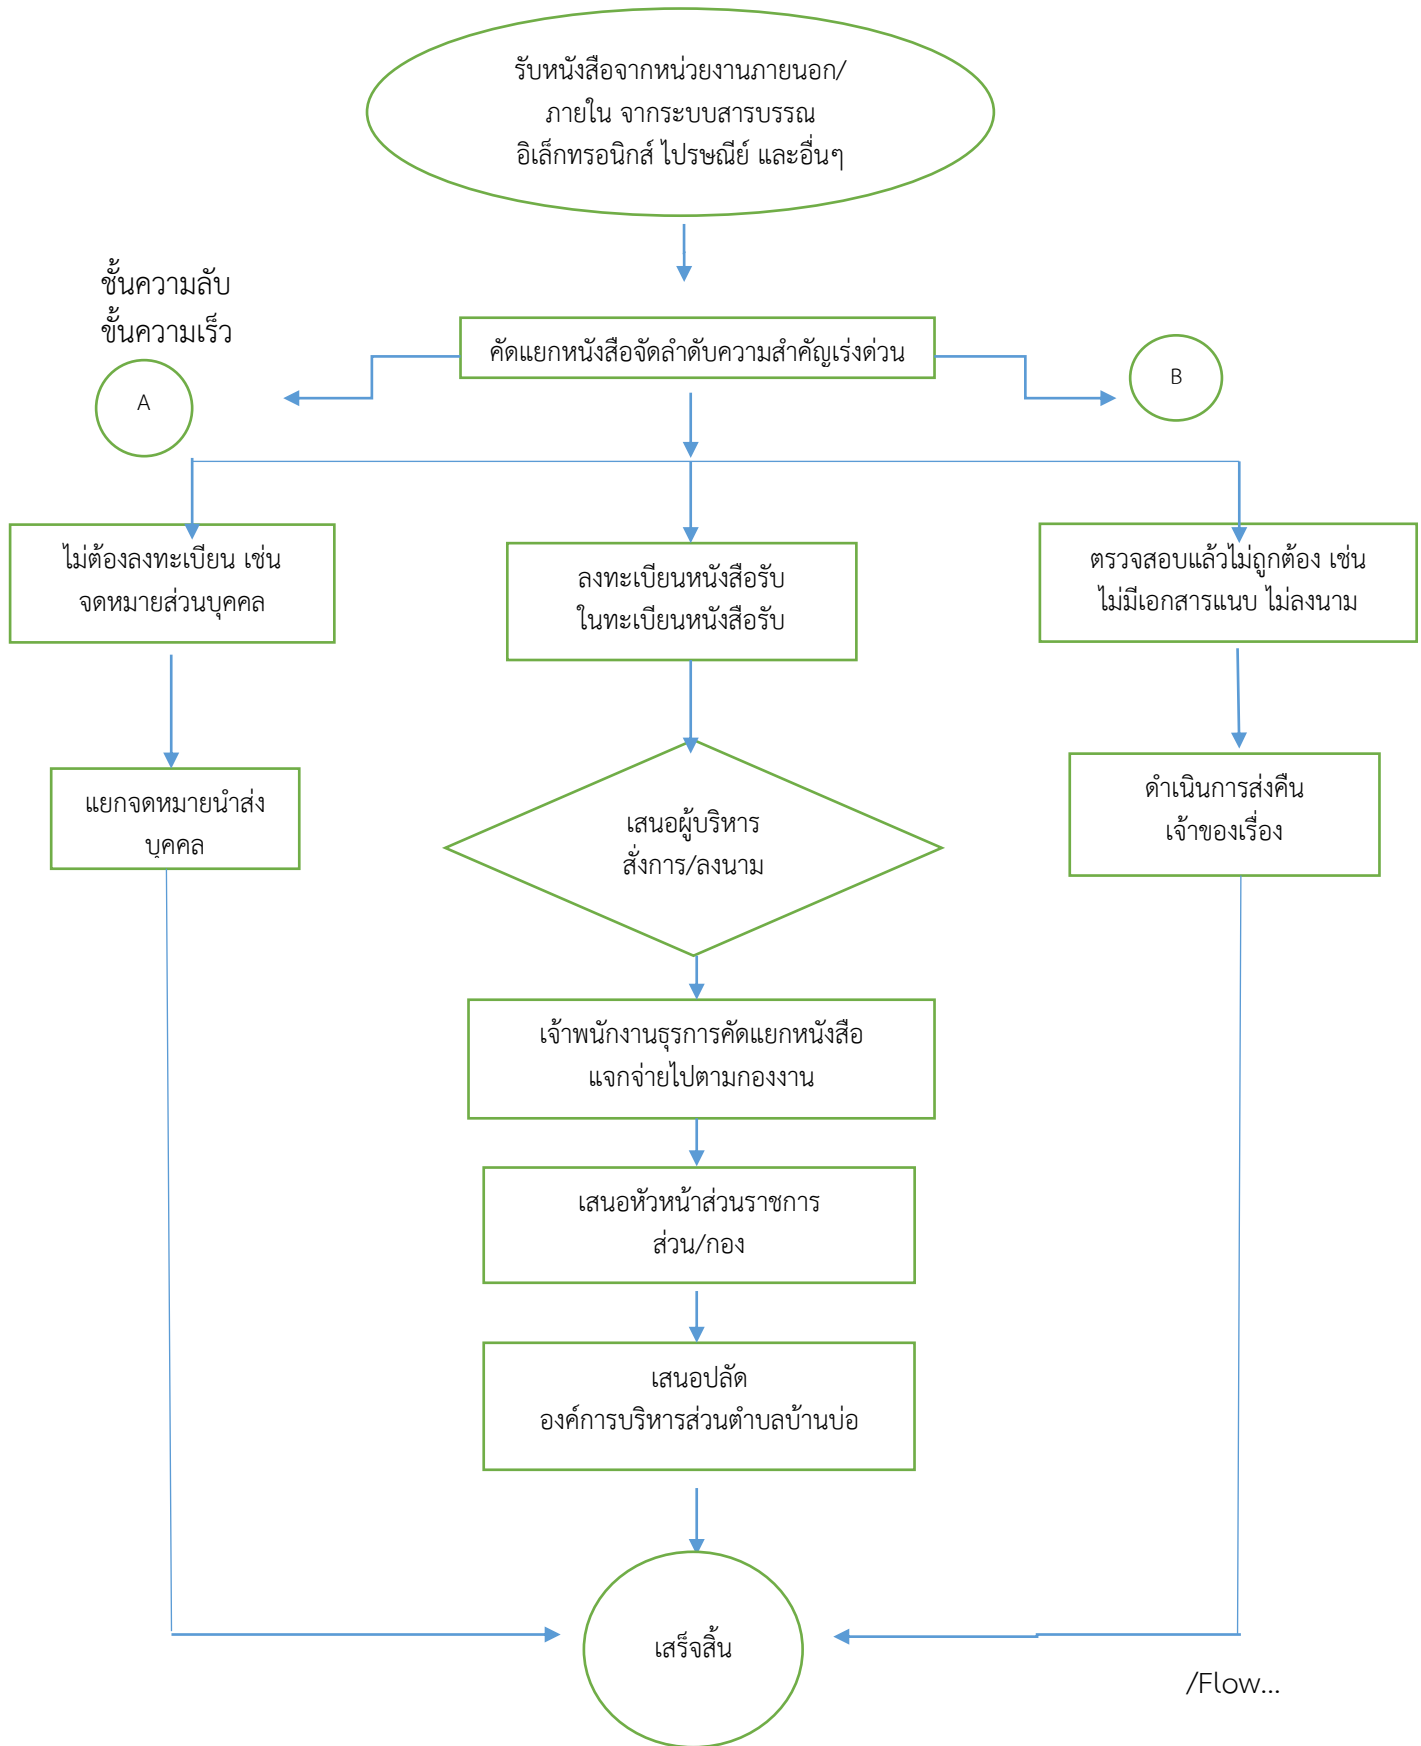 รับหนังสือจากหน่วยงานภายนอก/
ภายใน จากระบบสารบรรณ
อิเล็กทรอนิกส์ ไปรษณีย์ และอื่นๆ
ชั้นความลับ
ขั้นความเร็ว
คัดแยกหนังสือจัดลำดับความสำคัญเร่งด่วน
A
B
ไม่ต้องลงทะเบียน เช่น
จดหมายส่วนบุคคล
ลงทะเบียนหนังสือรับ
ในทะเบียนหนังสือรับ
ตรวจสอบแล้วไม่ถูกต้อง เช่น
ไม่มีเอกสารแนบ ไม่ลงนาม
แยกจดหมายนำส่ง
บุคคล
เสนอผู้บริหาร
สั่งการ/ลงนาม
ดำเนินการส่งคืน
เจ้าของเรื่อง
เจ้าพนักงานธุรการคัดแยกหนังสือ
แจกจ่ายไปตามกองงาน
เสนอหัวหน้าส่วนราชการ
ส่วน/กอง
เสนอปลัด
องค์การบริหารส่วนตำบลบ้านบ่อ
เสร็จสิ้น
/Flow...